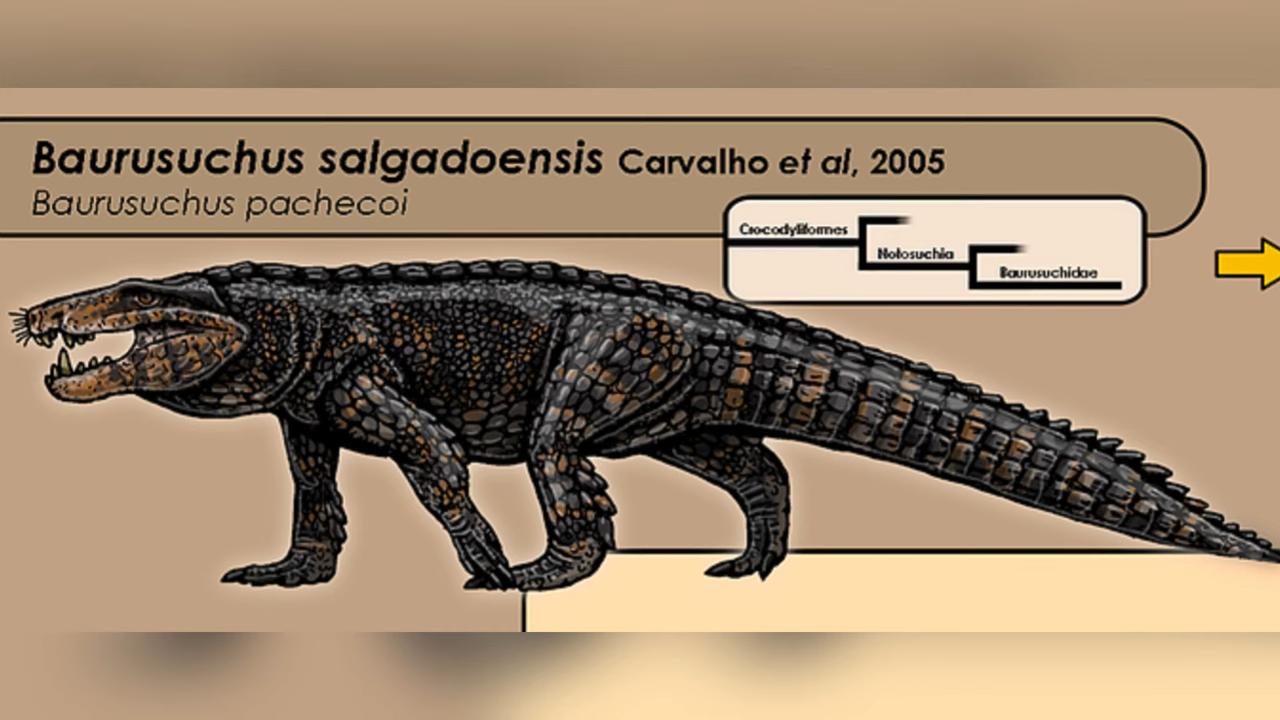 Baurusuchus salgadoensis Carvalho et al, 2005
Baurusuchus pachecoi
Crocodyliformes
Notosuchia
Baurusuchidae